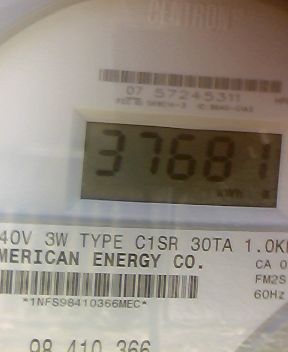 CENTRON
07 57245311
37681
KWh
40V 3W TYPE C1SR 30TA 1.0K
MERICAN ENERGY CO.
CA 0
FM2S
60Hz
*1NFS98410366MEC*
98 410 366